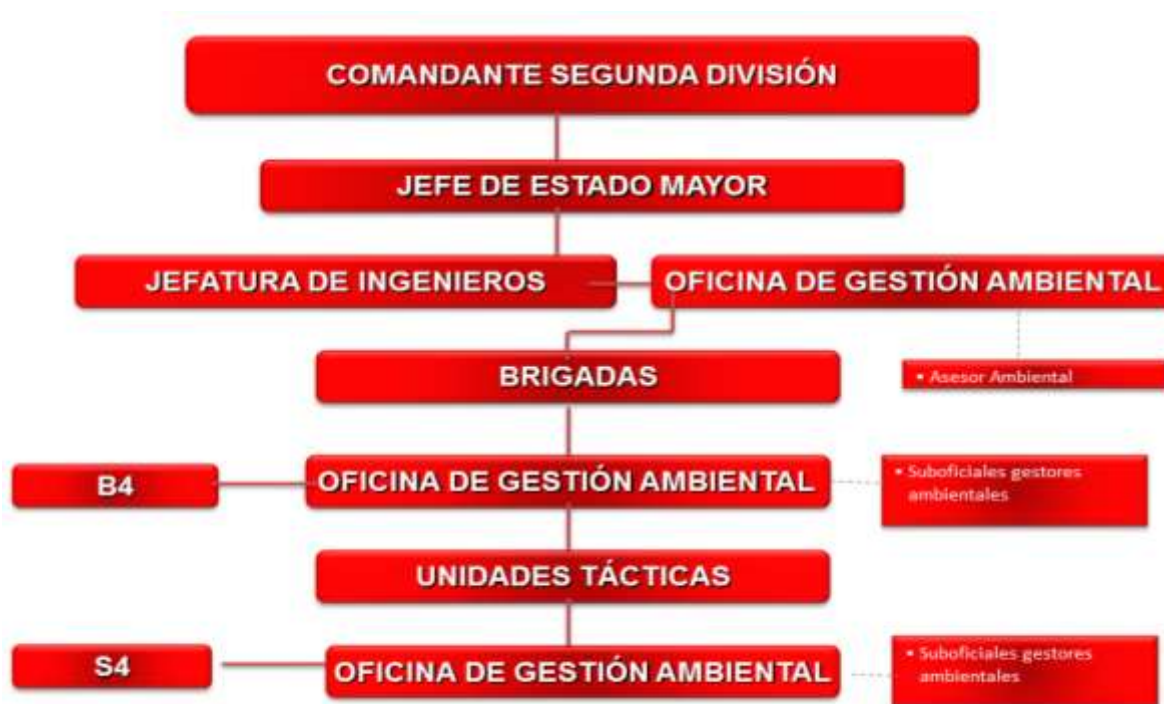 COMANDANTE SEGUNDA DIVISIÓN
JEFE DE ESTADO MAYOR
JEFATURA DE INGENIEROS
OFICINA DE GESTIÓN AMBIENTAL
BRIGADAS
▪ Asesor Ambiental
B4
OFICINA DE GESTIÓN AMBIENTAL
▪ Suboficiales gestores
ambientales
UNIDADES TÁCTICAS
S4
OFICINA DE GESTIÓN AMBIENTAL
▪ Suboficiales gestores
ambientales